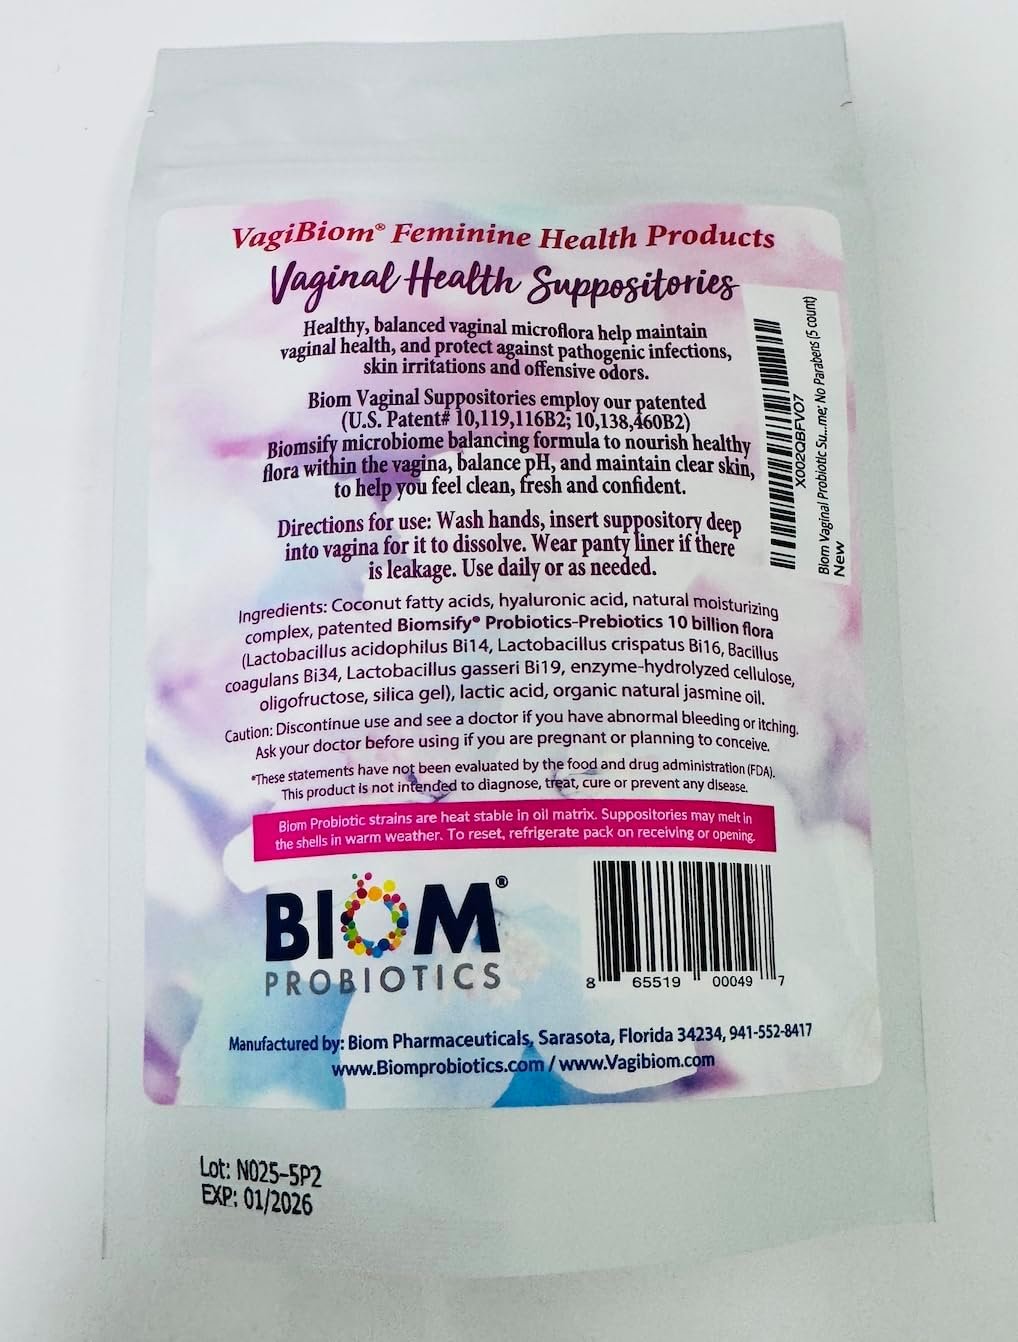 VagiBiom® Feminine Health Products
Vaginal Health Suppositories
Healthy, balanced vaginal microflora help maintain
vaginal health, and protect against pathogenic infections,
skin irritations and offensive odors.
Biom Vaginal Suppositories employ our patented
(U.S. Patent# 10,119,116B2; 10,138,460B2)
Biomsify microbiome balancing formula to nourish healthy
flora within the vagina, balance pH, and maintain clear skin,
to help you feel clean, fresh and confident.
Directions for use: Wash hands, insert suppository deep
into vagina for it to dissolve. Wear panty liner if there
is leakage. Use daily or as needed.
Ingredients: Coconut fatty acids, hyaluronic acid, natural moisturizing
complex, patented Biomsify® Probiotics-Prebiotics 10 billion flora
(Lactobacillus acidophilus Bi14, Lactobacillus crispatus Bi16, Bacillus
coagulans Bi34, Lactobacillus gasseri Bi19, enzyme-hydrolyzed cellulose,
oligofructose, silica gel), lactic acid, organic natural jasmine oil.
Caution: Discontinue use and see a doctor if you have abnormal bleeding or itching.
Ask your doctor before using if you are pregnant or planning to conceive.
*These statements have not been evaluated by the food and drug administration (FDA).
This product is not intended to diagnose, treat, cure or prevent any disease.
Biom Probiotic strains are heat stable in oil matrix. Suppositories may melt in
the shells in warm weather. To reset, refrigerate pack on receiving or opening.
BIOM®
PROBIOTICS
8 65519 00049 7
Manufactured by: Biom Pharmaceuticals, Sarasota, Florida 34234, 941-552-8417
www.Biomprobiotics.com / www.Vagibiom.com
X002QBFVO7
Biom Vaginal Probiotic Su...me; No Parabens (5 count)
New
Lot: N025-5P2
EXP: 01/2026